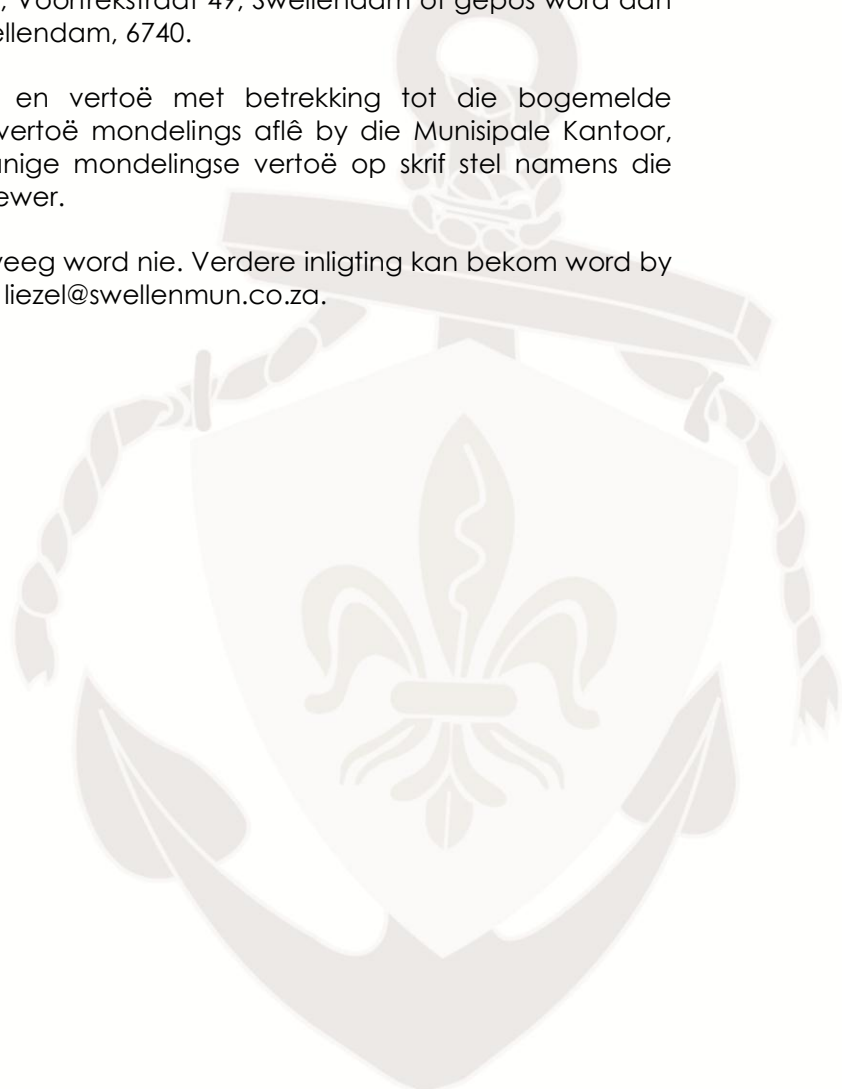 , Voortrekstraat 49, Swellendam of gepos word aan
ellendam, 6740.
en vertoë met betrekking tot die bogemelde
vertoë mondelings aflê by die Munisipale Kantoor,
nige mondelingse vertoë op skrif stel namens die
ewer.
veeg word nie. Verdere inligting kan bekom word by
liezel@swellenmun.co.za.